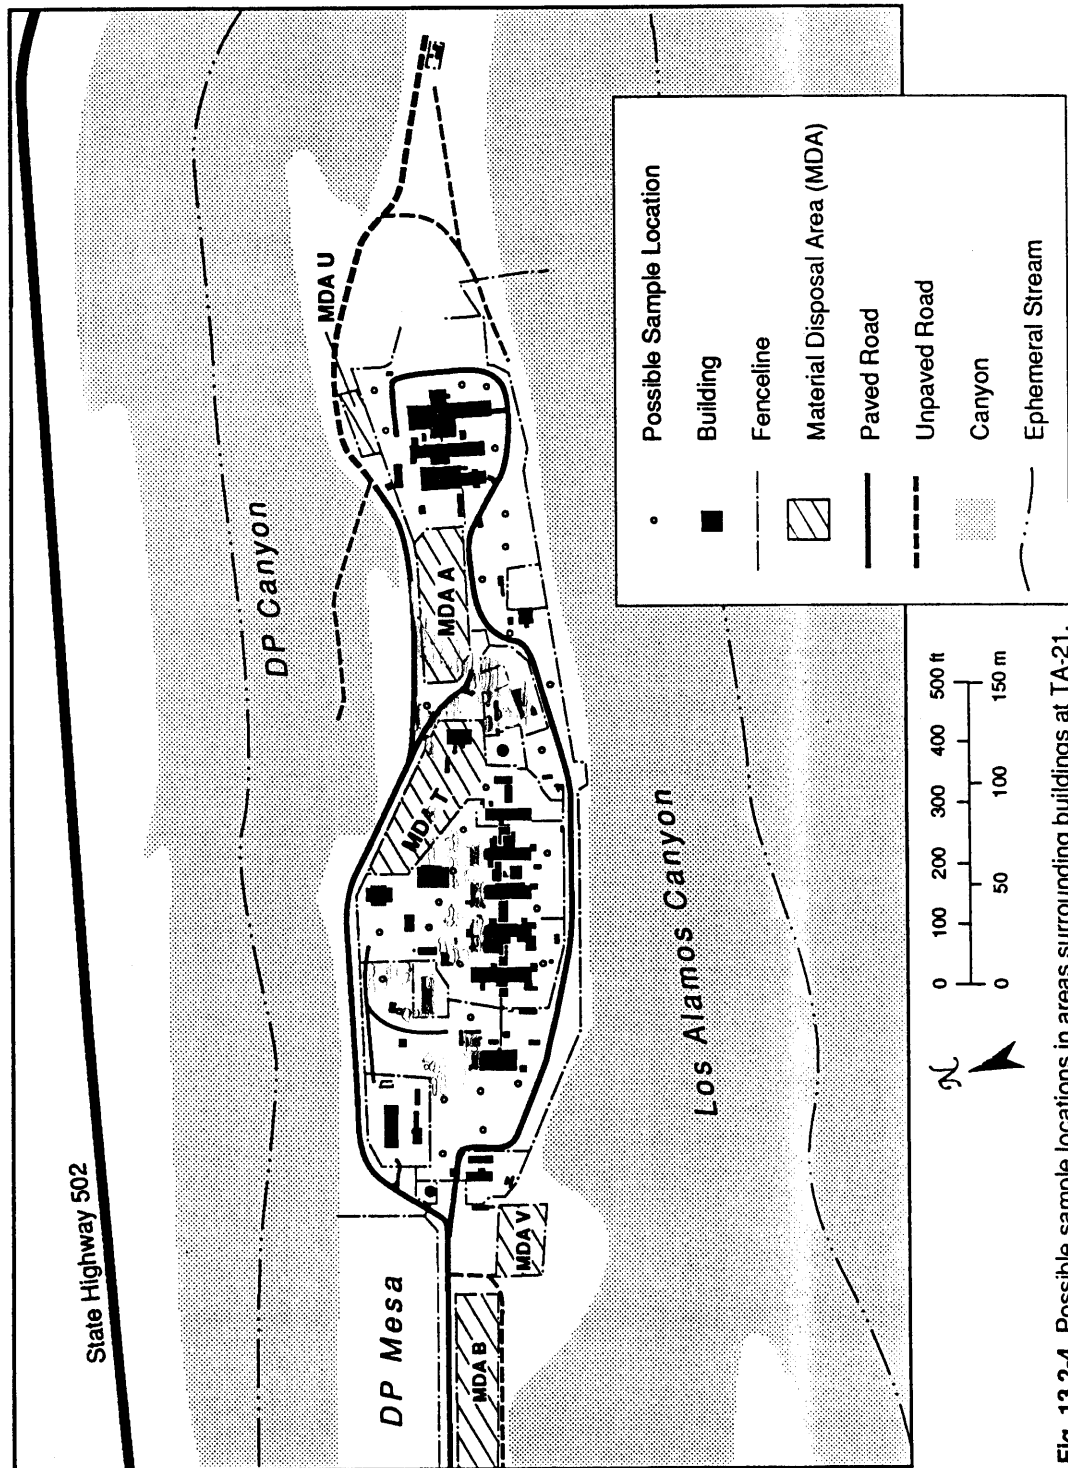 State Highway 502
DP Canyon
MDA U
DP Mesa
MDA B
MDA V
MDA T
MDA A
Los Alamos Canyon
Possible Sample Location
Building
Fenceline
Material Disposal Area (MDA)
Paved Road
Unpaved Road
Canyon
Ephemeral Stream
N
0 100 200 300 400 500 ft
0 50 100 150 m
Fig. 13.2-4 Possible sample locations in areas surrounding buildings at TA-21.